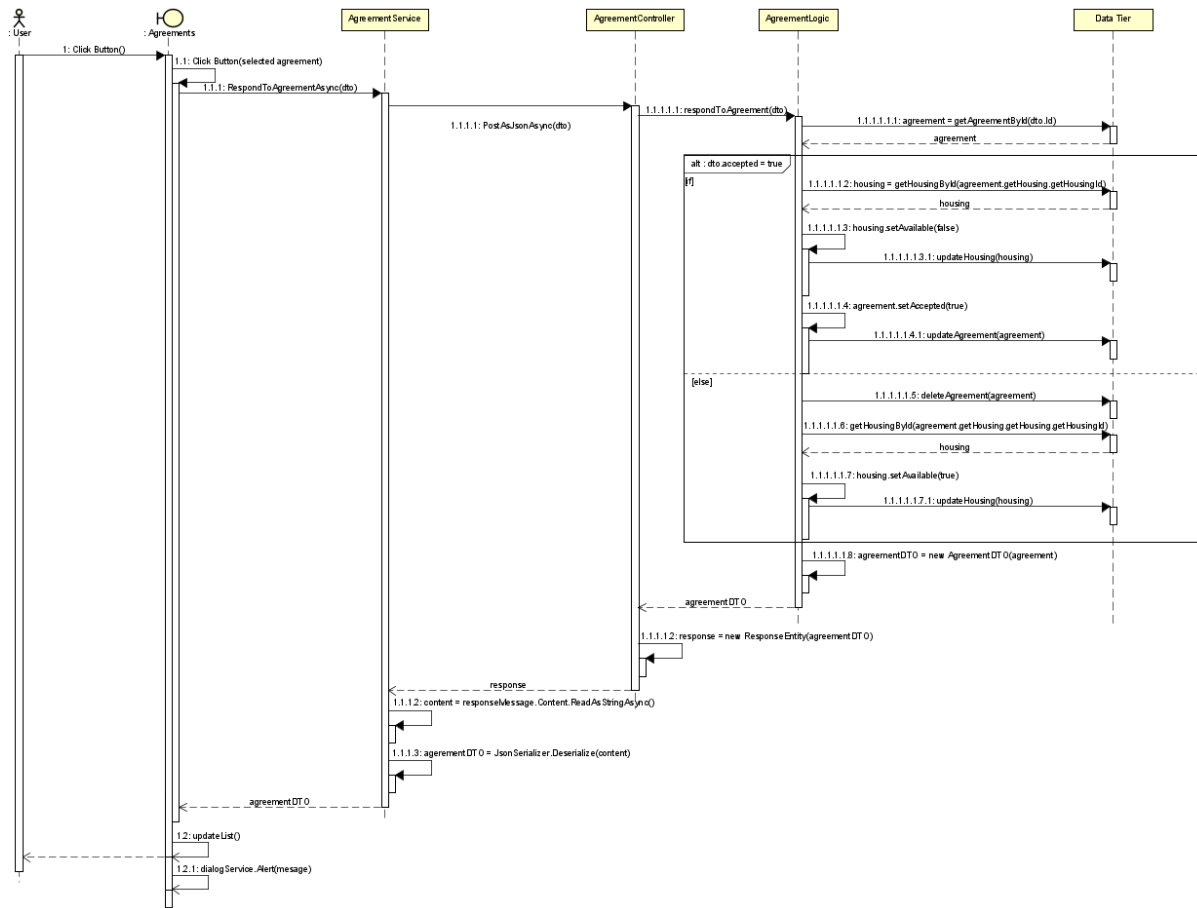 : User
: Agreements
Agreement Service
AgreementController
AgreementLogic
Data Tier
1: Click Button()
1.1: Click Button(selected agreement)
1.1.1: RespondToAgreementAsync(dto)
1.1.1.1: PostAsJsonAsync(dto)
1.1.1.1.1: respondToAgreement(dto)
1.1.1.1.1.1: agreement = getAgreementById(dto.Id)
agreement
alt : dto.accepted = true
[if]
1.1.1.1.1.2: housing = getHousingById(agreement.getHousing.getHousingId)
housing
1.1.1.1.1.3: housing.setAvailable(false)
1.1.1.1.1.3.1: updateHousing(housing)
1.1.1.1.1.4: agreement.setAccepted(true)
1.1.1.1.1.4.1: updateAgreement(agreement)
[else]
1.1.1.1.1.5: deleteAgreement(agreement)
1.1.1.1.1.6: getHousingById(agreement.getHousing.getHousing.getHousingId)
housing
1.1.1.1.1.7: housing.setAvailable(true)
1.1.1.1.1.7.1: updateHousing(housing)
1.1.1.1.1.8: agreementDTO = new AgreementDTO(agreement)
agreementDTO
1.1.1.1.2: response = new ResponseEntity(agreementDTO)
response
1.1.1.2: content = responseMessage.Content.ReadAsStringAsync()
1.1.1.3: agerementDTO = JsonSerializer.Deserialize(content)
agreementDTO
1.2: updateList()
1.2.1: dialogService.Alert(mesage)